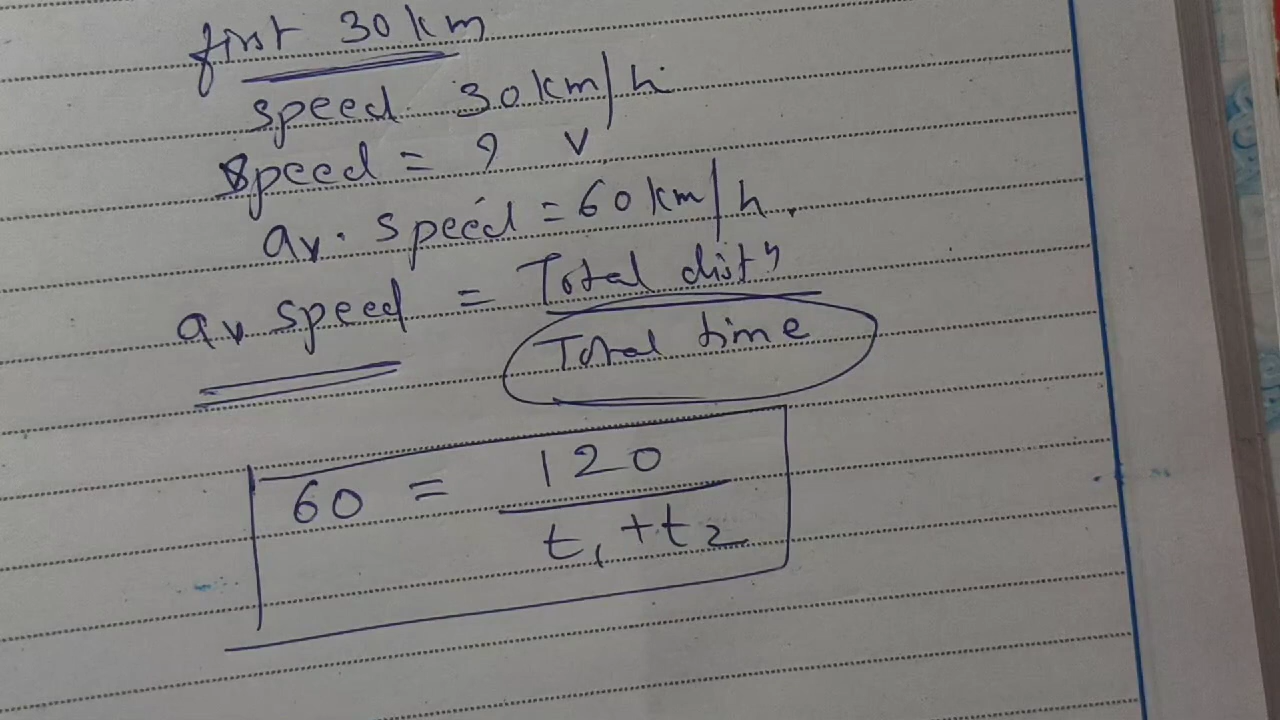 first 30 km
speed 30 km/h
speed = ? v
av. speed = 60 km/h.
av speed = Total dist
Total time
60 = 120
t₁ + t₂